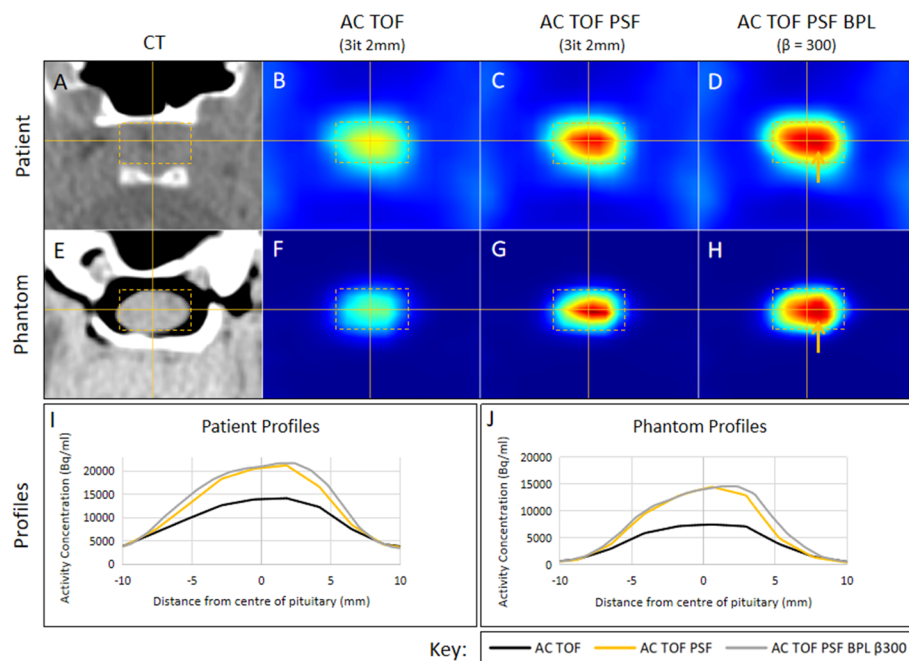 CT
AC TOF
(3it 2mm)
AC TOF PSF
(3it 2mm)
AC TOF PSF BPL
(β = 300)
Patient
A
B
C
D
Phantom
E
F
G
H
Profiles
I
Patient Profiles
Activity Concentration (Bq/ml)
20000
15000
10000
5000
0
-10
-5
0
5
10
Distance from centre of pituitary (mm)
J
Phantom Profiles
Activity Concentration (Bq/ml)
20000
15000
10000
5000
0
-10
-5
0
5
10
Distance from centre of pituitary (mm)
Key:
AC TOF
AC TOF PSF
AC TOF PSF BPL β300